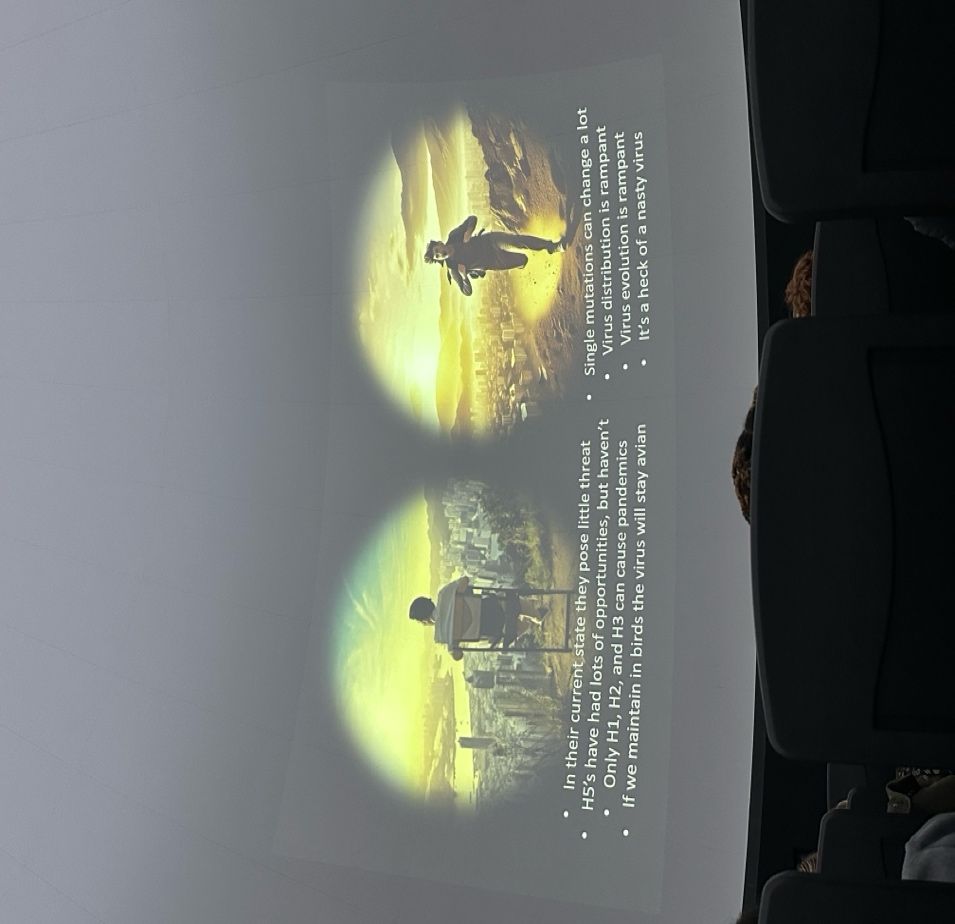 • In their current state they pose little threat
• H5's have had lots of opportunities, but haven't
• Only H1, H2, and H3 can cause pandemics
• If we maintain in birds the virus will stay avian
• Single mutations can change a lot
• Virus distribution is rampant
• Virus evolution is rampant
• It's a heck of a nasty virus